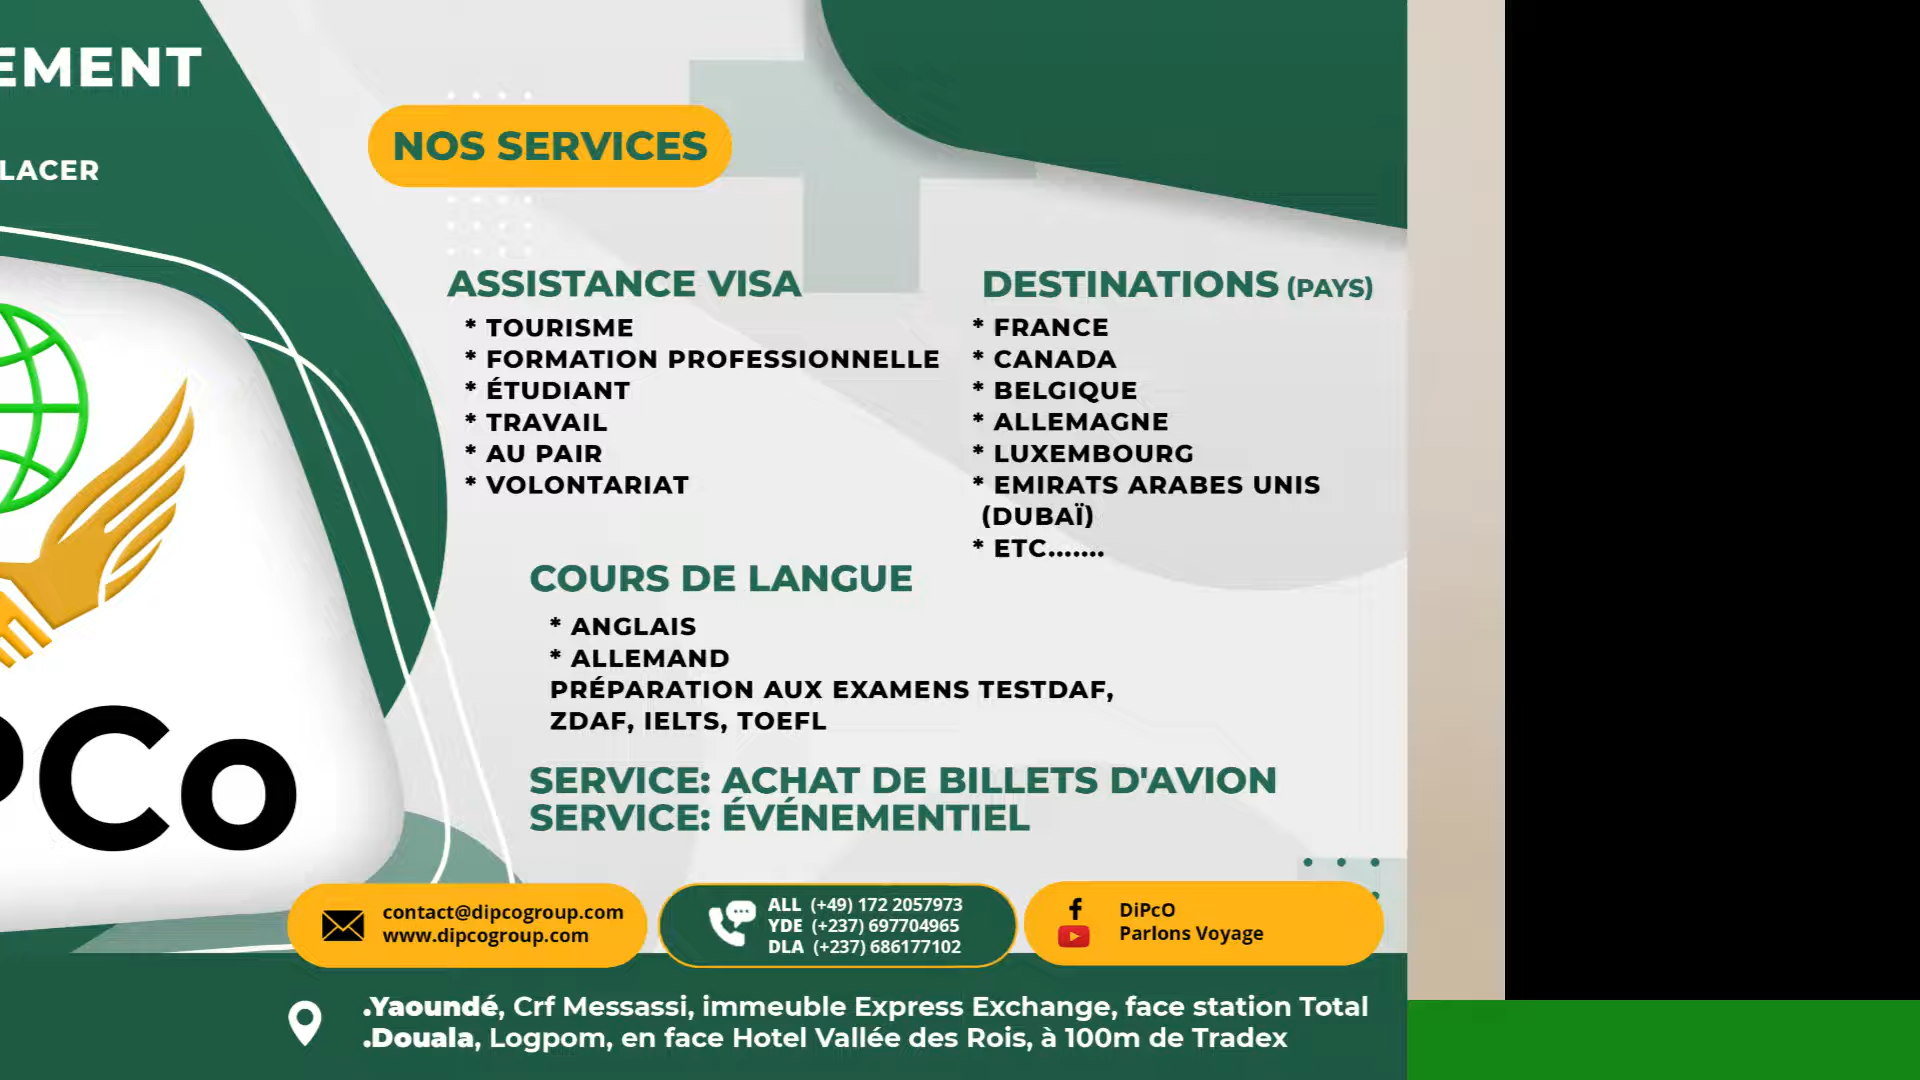 EMENT
LACER
PCo
NOS SERVICES
ASSISTANCE VISA
* TOURISME
* FORMATION PROFESSIONNELLE
* ÉTUDIANT
* TRAVAIL
* AU PAIR
* VOLONTARIAT
DESTINATIONS (PAYS)
* FRANCE
* CANADA
* BELGIQUE
* ALLEMAGNE
* LUXEMBOURG
* EMIRATS ARABES UNIS
(DUBAÏ)
* ETC.......
COURS DE LANGUE
* ANGLAIS
* ALLEMAND
PRÉPARATION AUX EXAMENS TESTDAF,
ZDAF, IELTS, TOEFL
SERVICE: ACHAT DE BILLETS D'AVION
SERVICE: ÉVÉNEMENTIEL
contact@dipcogroup.com
www.dipcogroup.com
ALL (+49) 172 2057973
YDE (+237) 697704965
DLA (+237) 686177102
DiPcO
Parlons Voyage
.Yaoundé, Crf Messassi, immeuble Express Exchange, face station Total
.Douala, Logpom, en face Hotel Vallée des Rois, à 100m de Tradex